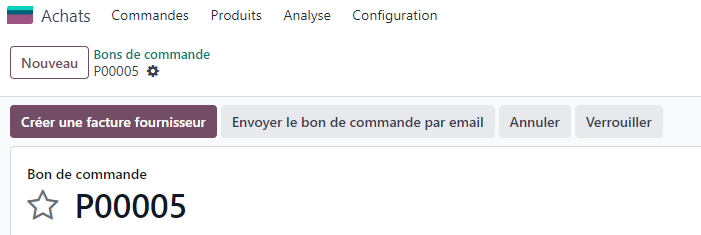 Achats Commandes Produits Analyse Configuration
Nouveau
Bons de commande
P00005
Créer une facture fournisseur Envoyer le bon de commande par email Annuler Verrouiller
Bon de commande
P00005